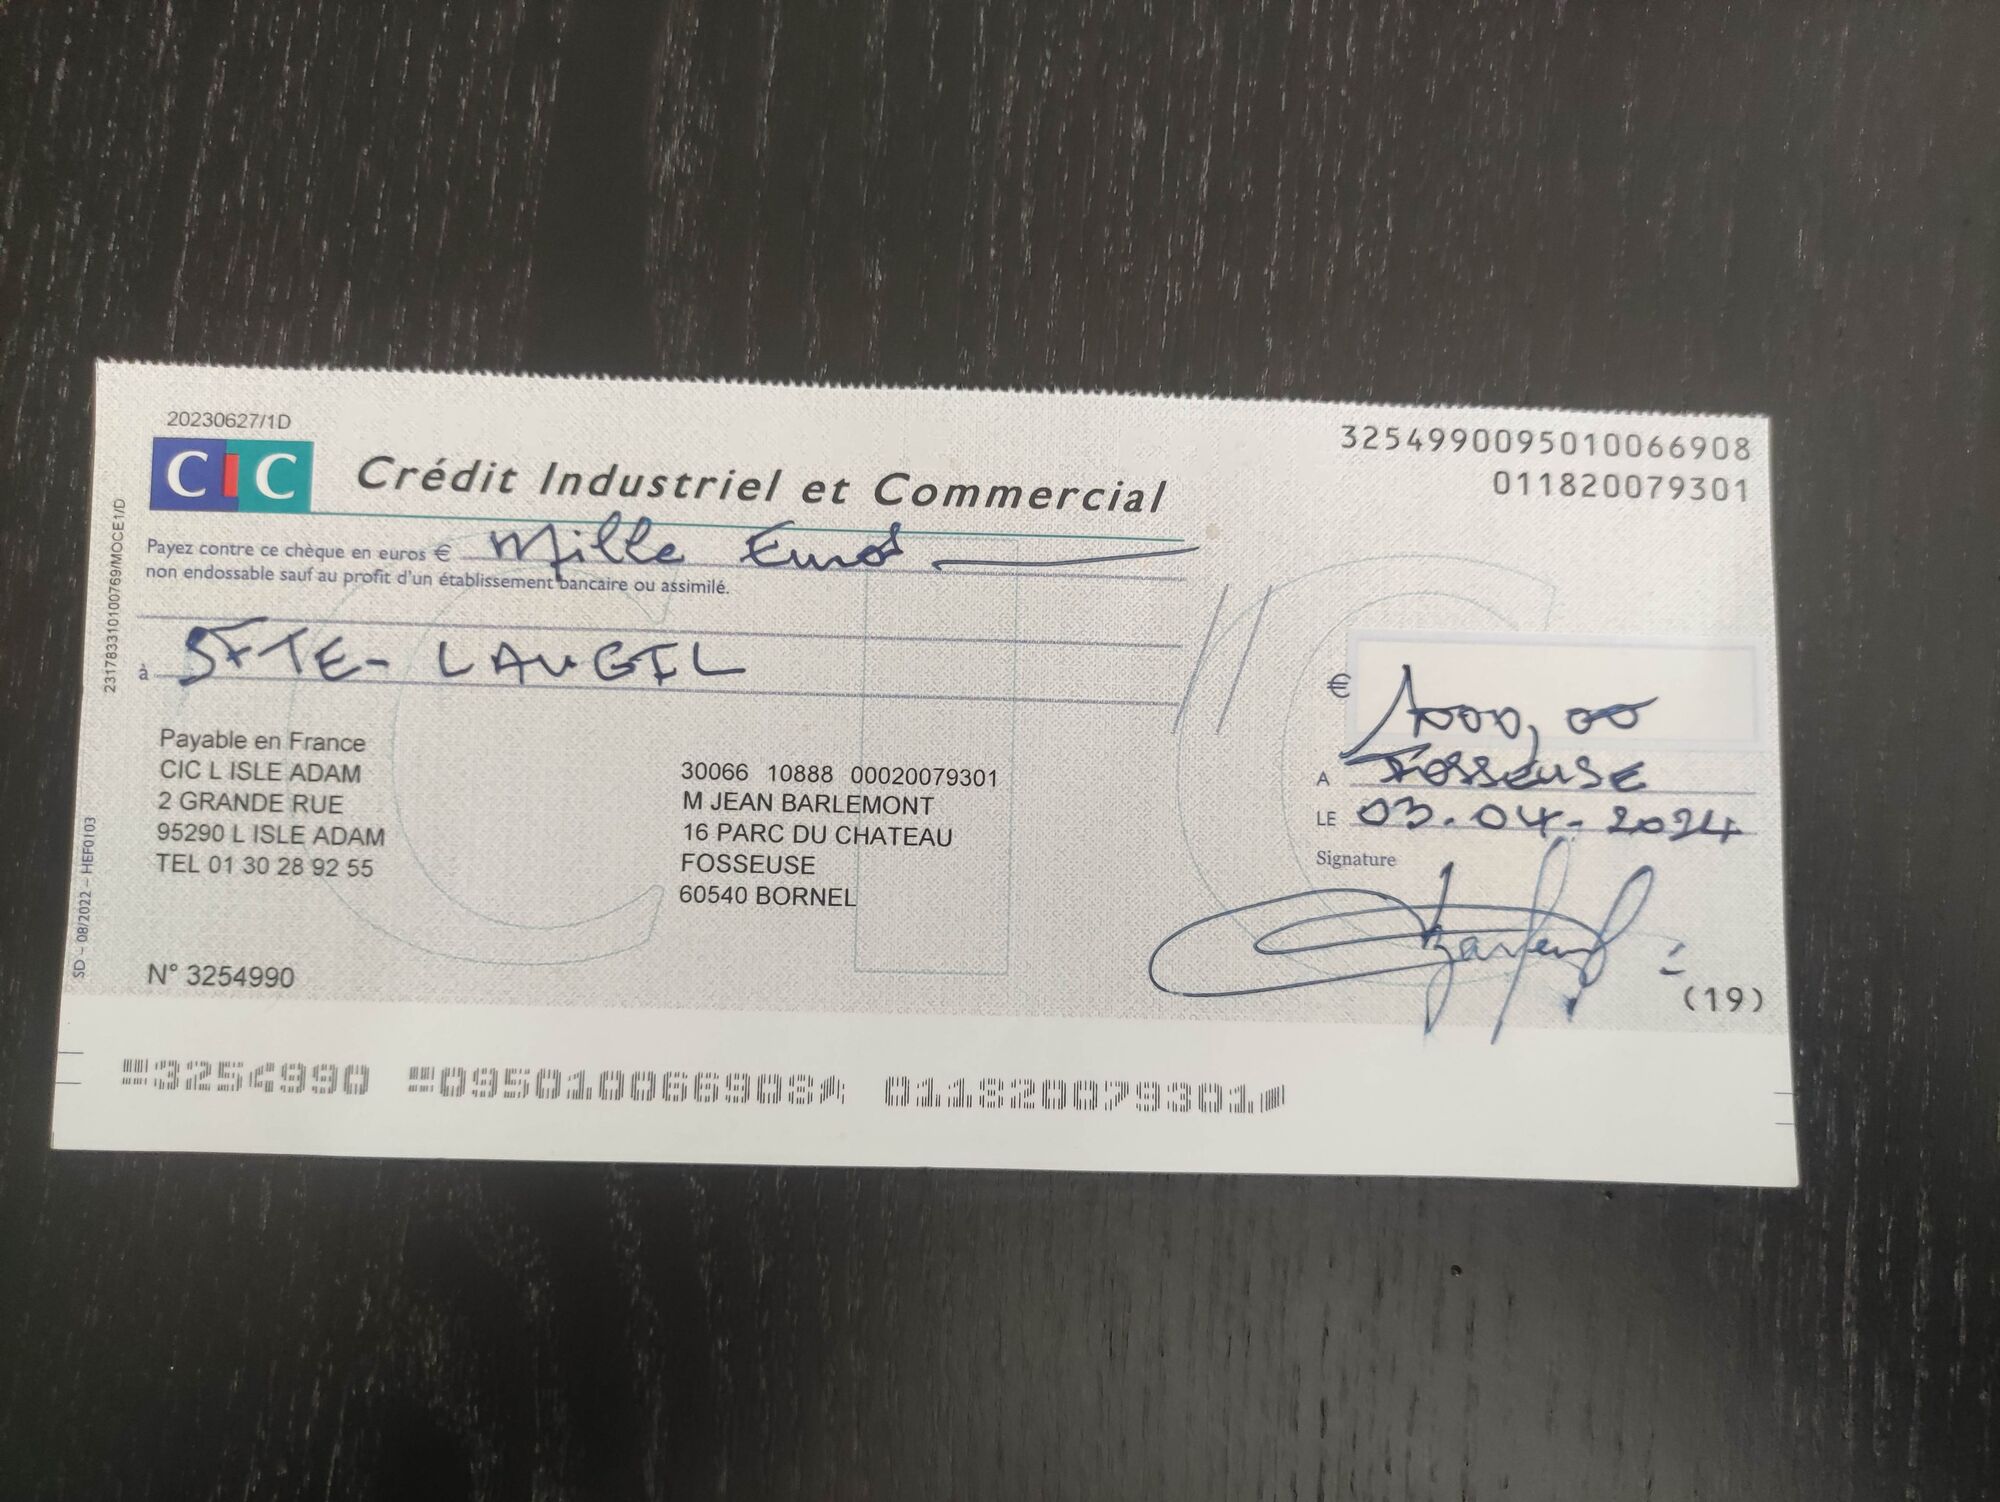 20230627/1D
3254990095010066908
011820079301
CIC Crédit Industriel et Commercial
Payez contre ce chèque en euros € Mille Euros
non endossable sauf au profit d'un établissement bancaire ou assimilé.
à STE - LAUGIL
€ 1000,00
A FOSSEUSE
LE 03.04-2024
Signature
Payable en France
CIC L ISLE ADAM
2 GRANDE RUE
95290 L ISLE ADAM
TEL 01 30 28 92 55
30066 10888 00020079301
M JEAN BARLEMONT
16 PARC DU CHATEAU
FOSSEUSE
60540 BORNEL
N° 3254990
(19)
3254990 095010066908 011820079301
231783310100769/MOCE1/D
SD - 08/2022 - HEF0103